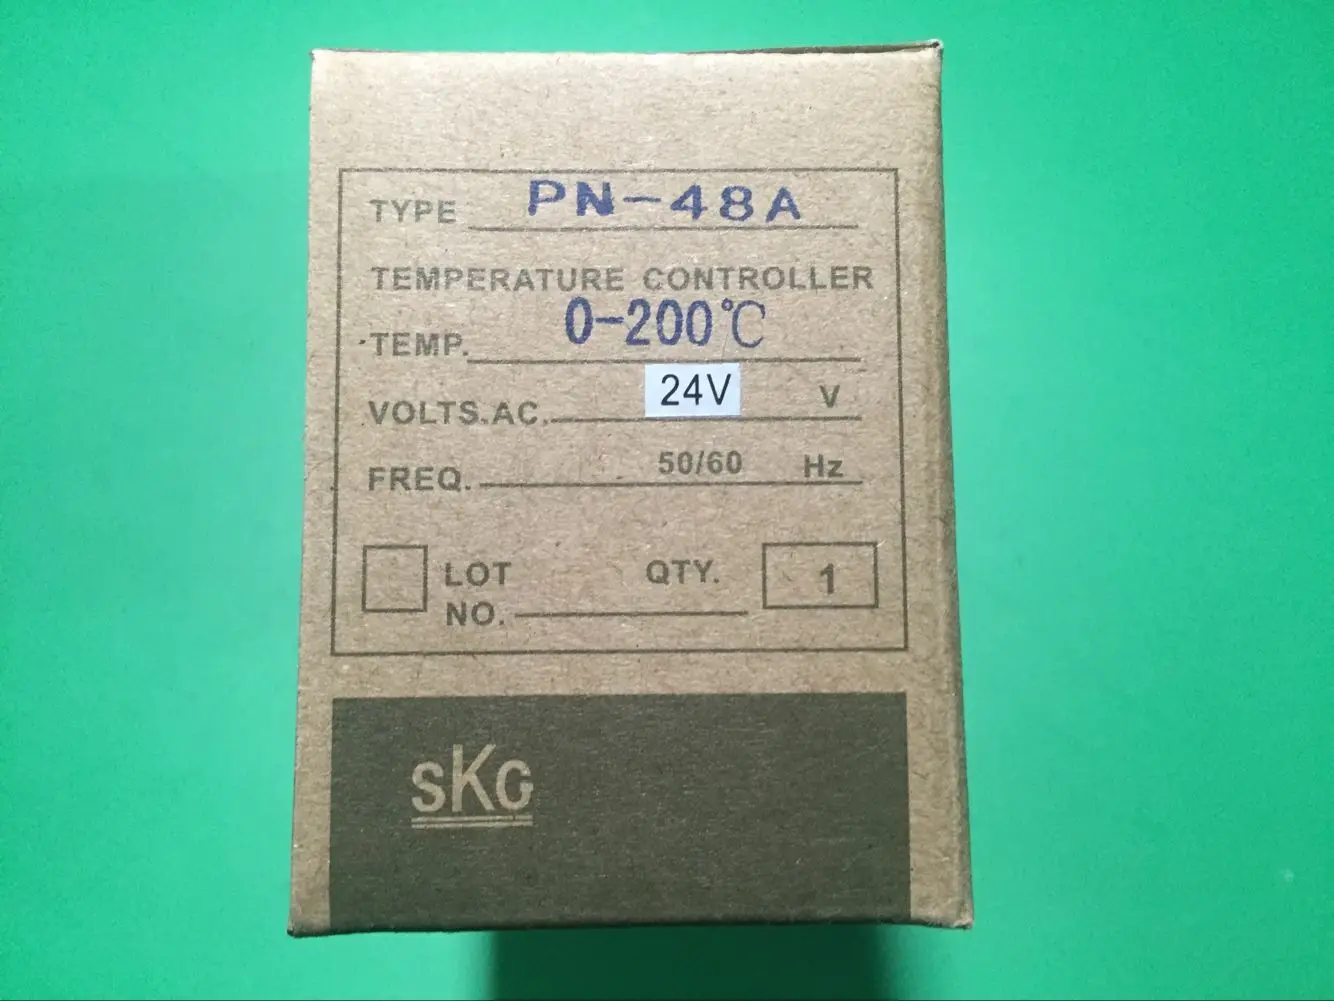 TYPE PN-48A
TEMPERATURE CONTROLLER
TEMP. 0-200℃
VOLTS.AC. 24V V
FREQ. 50/60 Hz
LOT QTY. 1
NO.
sKG